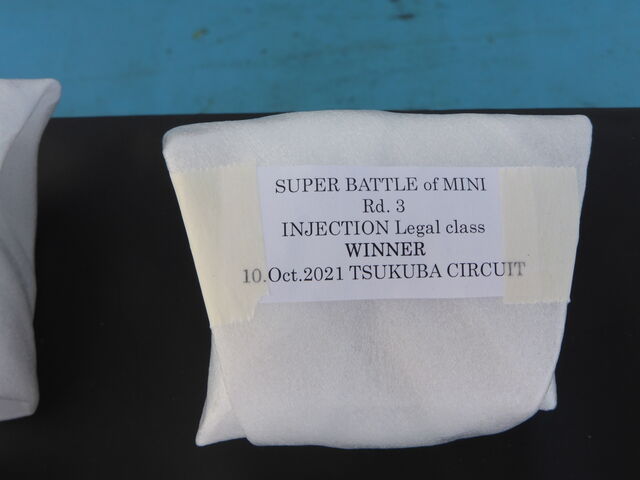 SUPER BATTLE of MINI
Rd. 3
INJECTION Legal class
WINNER
10.Oct.2021 TSUKUBA CIRCUIT